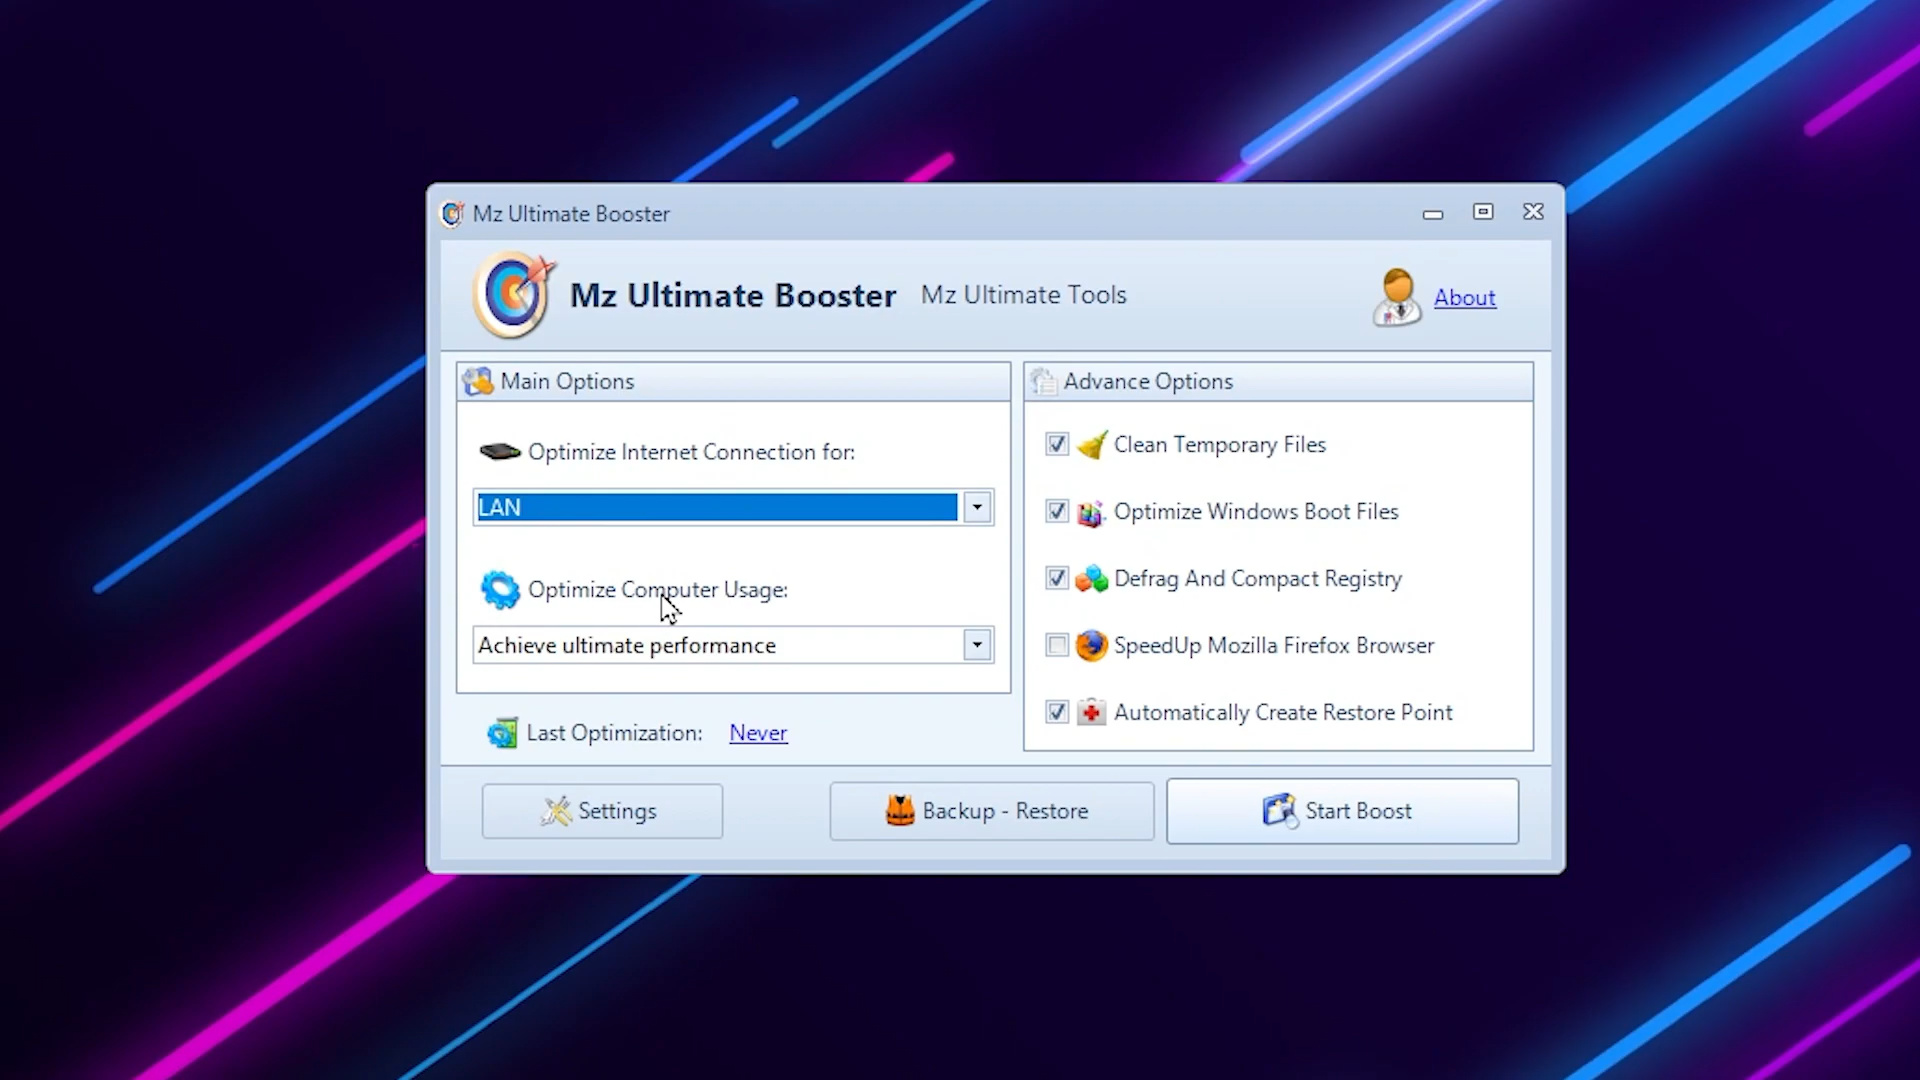 Mz Ultimate Booster
Mz Ultimate Booster Mz Ultimate Tools
About
Main Options
Optimize Internet Connection for:
LAN
Optimize Computer Usage:
Achieve ultimate performance
Last Optimization: Never
Advance Options
Clean Temporary Files
Optimize Windows Boot Files
Defrag And Compact Registry
SpeedUp Mozilla Firefox Browser
Automatically Create Restore Point
Settings
Backup - Restore
Start Boost